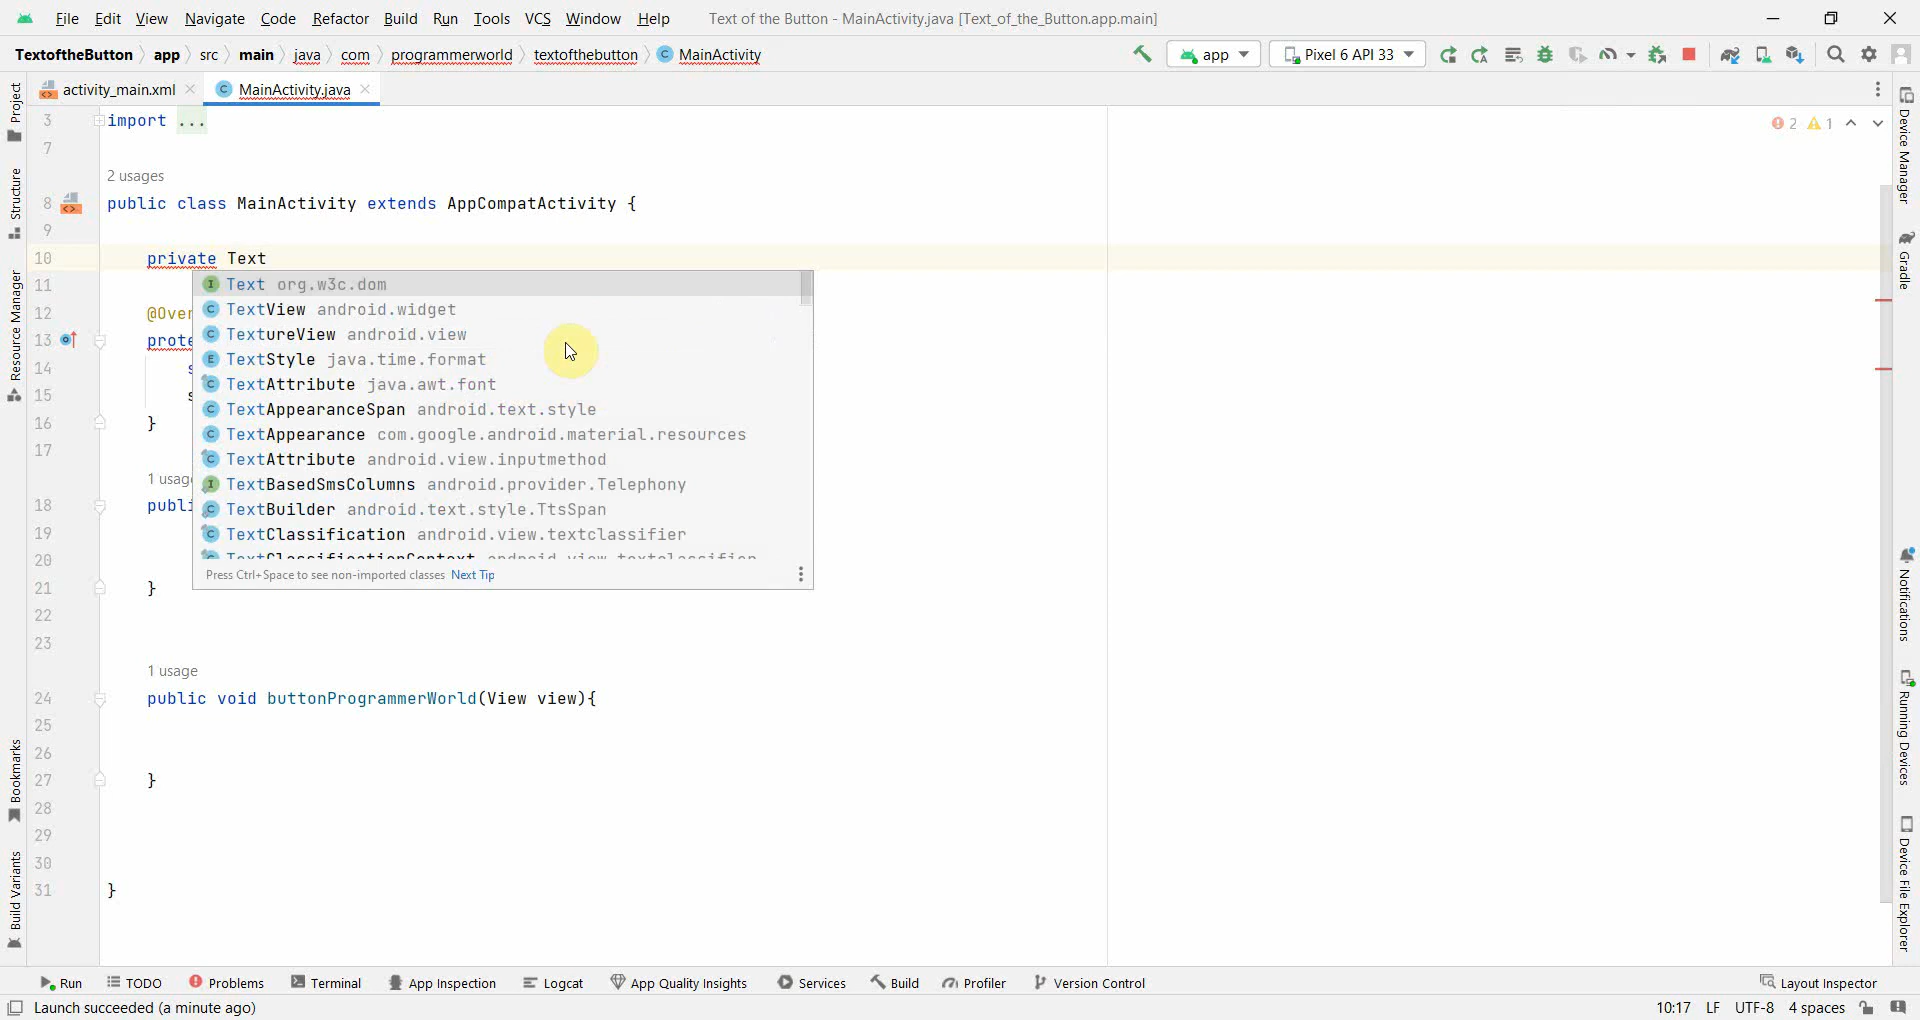 File Edit View Navigate Code Refactor Build Run Tools VCS Window Help Text of the Button - MainActivity.java [Text_of_the_Button.app.main]
TextoftheButton app src main java com programmerworld textofthebutton MainActivity app Pixel 6 API 33
activity_main.xml MainActivity.java
3 import ...
2 1
7
2 usages
8 public class MainActivity extends AppCompatActivity {
9
10 private Text
11
12 @Over
13 prote
14 s
15 s
16 }
17
1 usag
18 publi
19
20
21 }
22
23
1 usage
24 public void buttonProgrammerWorld(View view){
25
26
27 }
28
29
30
31 }
Text org.w3c.dom
TextView android.widget
TextureView android.view
TextStyle java.time.format
TextAttribute java.awt.font
TextAppearanceSpan android.text.style
TextAppearance com.google.android.material.resources
TextAttribute android.view.inputmethod
TextBasedSmsColumns android.provider.Telephony
TextBuilder android.text.style.TtsSpan
TextClassification android.view.textclassifier
TextClassificationContext android.view.textclassifier
Press Ctrl+Space to see non-imported classes Next Tip
Project
Structure
Resource Manager
Bookmarks
Build Variants
Device Manager
Gradle
Notifications
Running Devices
Device File Explorer
Run TODO Problems Terminal App Inspection Logcat App Quality Insights Services Build Profiler Version Control Layout Inspector
Launch succeeded (a minute ago) 10:17 LF UTF-8 4 spaces